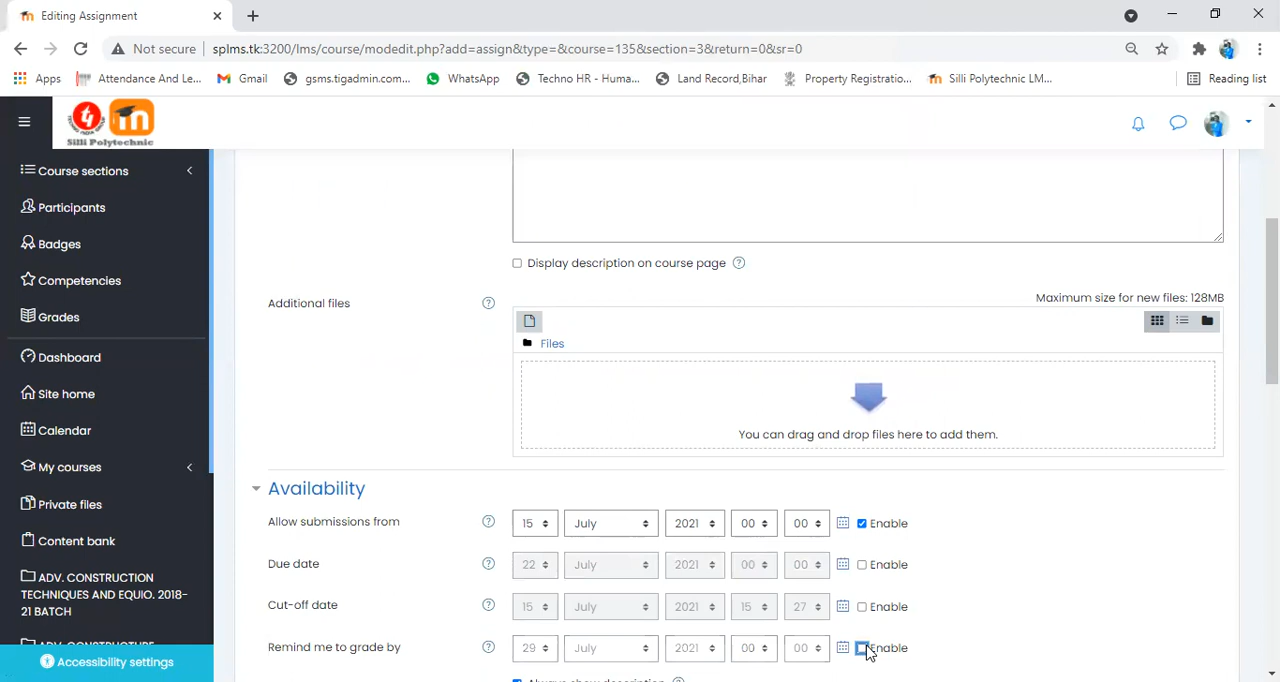 Editing Assignment
Not secure splms.tk:3200/lms/course/modedit.php?add=assign&type=&course=135&section=3&return=0&sr=0
Apps Attendance And Le... Gmail gsms.tigadmin.com... WhatsApp Techno HR - Huma... Land Record,Bihar Property Registratio... Silli Polytechnic LM... Reading list
Silli Polytechnic
Course sections
Participants
Badges
Competencies
Grades
Dashboard
Site home
Calendar
My courses
Private files
Content bank
ADV. CONSTRUCTION
TECHNIQUES AND EQUIO. 2018-
21 BATCH
Accessibility settings
Display description on course page
Additional files
Maximum size for new files: 128MB
Files
You can drag and drop files here to add them.
Availability
Allow submissions from 15 July 2021 00 00 Enable
Due date 22 July 2021 00 00 Enable
Cut-off date 15 July 2021 15 27 Enable
Remind me to grade by 29 July 2021 00 00 Enable
Always show description